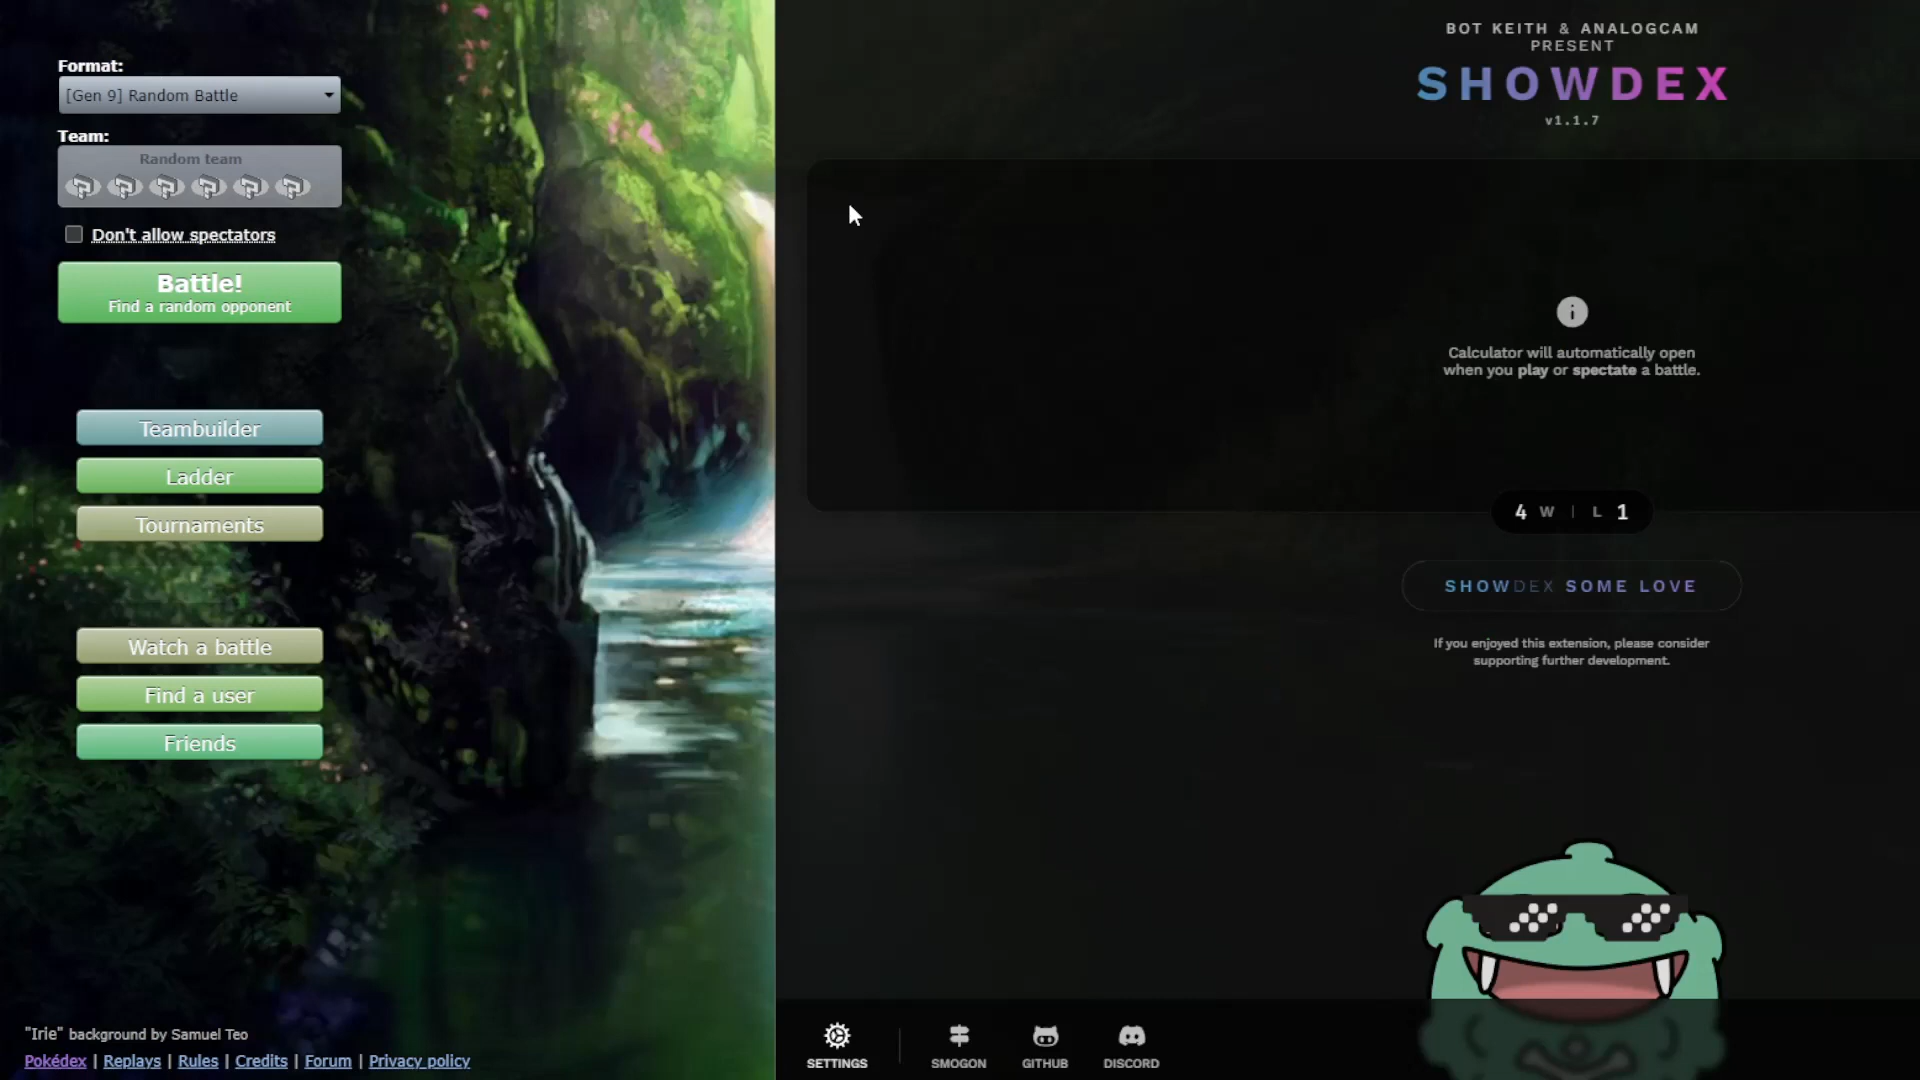 Format:
[Gen 9] Random Battle
Team:
Random team
Don't allow spectators
Battle!
Find a random opponent
Teambuilder
Ladder
Tournaments
Watch a battle
Find a user
Friends
"Irie" background by Samuel Teo
Pokédex | Replays | Rules | Credits | Forum | Privacy policy
BOT KEITH & ANALOGCAM
PRESENT
SHOWDEX
v1.1.7
Calculator will automatically open
when you play or spectate a battle.
4 W | L 1
SHOWDEX SOME LOVE
If you enjoyed this extension, please consider
supporting further development.
SETTINGS
SMOGON
GITHUB
DISCORD